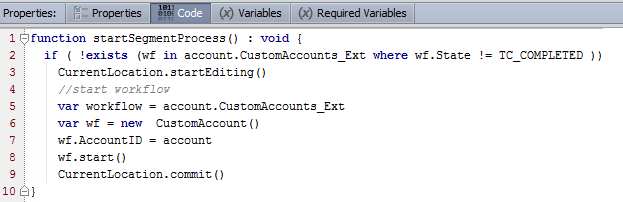 Properties: Properties Code Variables Required Variables
1 function startSegmentProcess() : void {
2 if ( !exists (wf in account.CustomAccounts_Ext where wf.State != TC_COMPLETED ))
3 CurrentLocation.startEditing()
4 //start workflow
5 var workflow = account.CustomAccounts_Ext
6 var wf = new  CustomAccount()
7 wf.AccountID = account
8 wf.start()
9 CurrentLocation.commit()
10 }